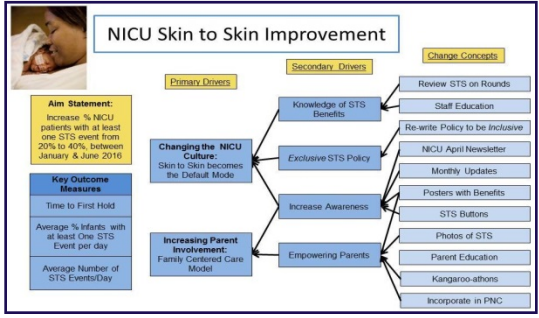 NICU Skin to Skin Improvement
Primary Drivers
Secondary Drivers
Change Concepts
Aim Statement:
Increase % NICU
patients with at least
one STS event from
20% to 40%, between
January & June 2016
Key Outcome
Measures
Time to First Hold
Average % Infants with
at least One STS
Event per day
Average Number of
STS Events/Day
Changing the NICU
Culture:
Skin to Skin becomes
the Default Mode
Increasing Parent
Involvement:
Family Centered Care
Model
Knowledge of STS
Benefits
Exclusive STS Policy
Increase Awareness
Empowering Parents
Review STS on Rounds
Staff Education
Re-write Policy to be Inclusive
NICU April Newsletter
Monthly Updates
Posters with Benefits
STS Buttons
Photos of STS
Parent Education
Kangaroo-athons
Incorporate in PNC